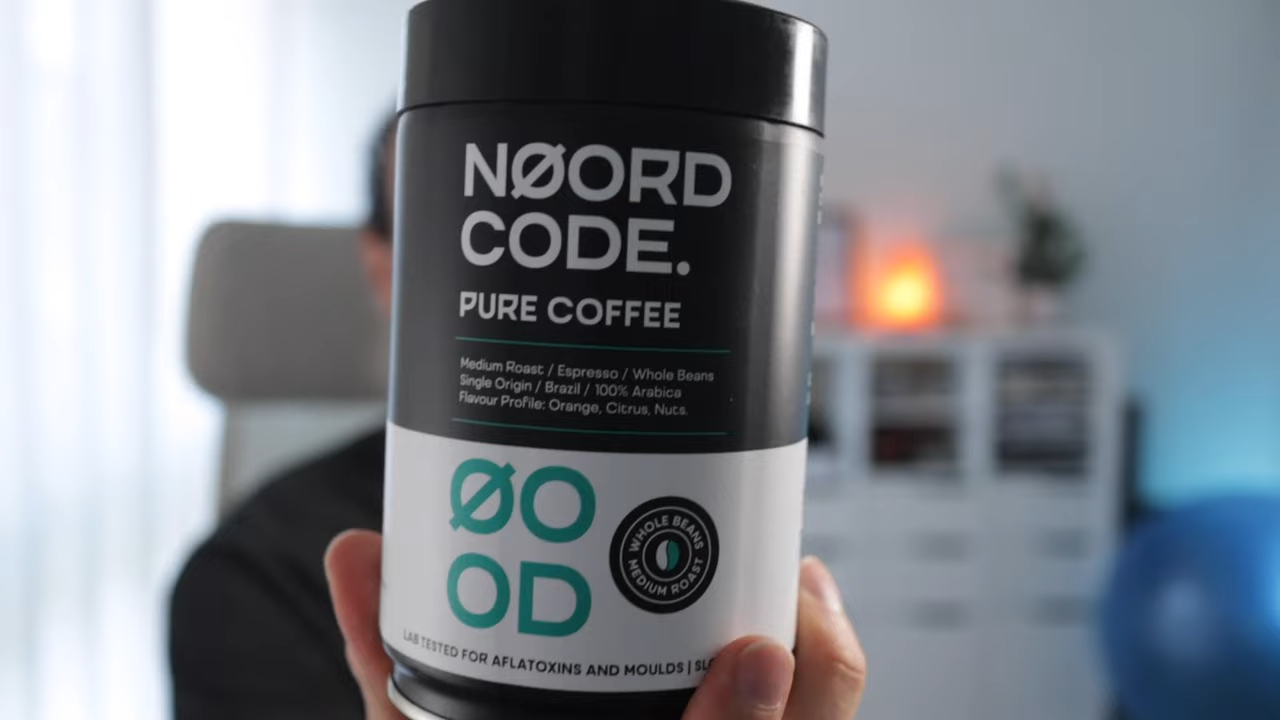 NØORD
CODE.
PURE COFFEE
Medium Roast / Espresso / Whole Beans
Single Origin / Brazil / 100% Arabica
Flavour Profile: Orange, Citrus, Nuts.
ØO
OD
WHOLE BEANS
MEDIUM ROAST
LAB TESTED FOR AFLATOXINS AND MOULDS |